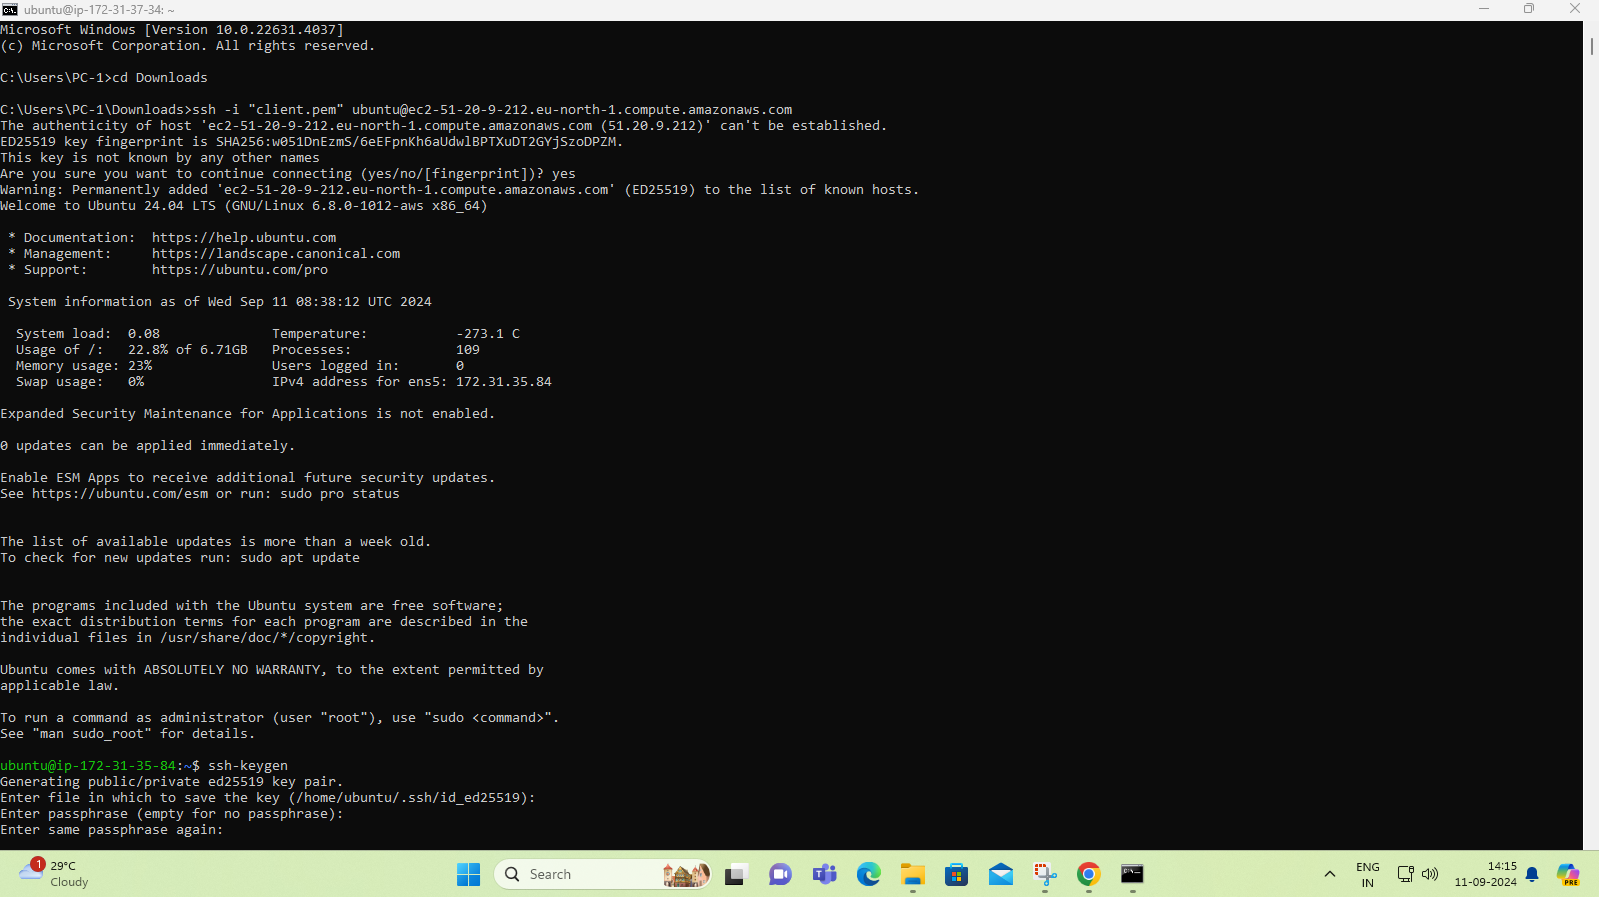 ubuntu@ip-172-31-37-34: ~
Microsoft Windows [Version 10.0.22631.4037]
(c) Microsoft Corporation. All rights reserved.
C:\Users\PC-1>cd Downloads
C:\Users\PC-1\Downloads>ssh -i "client.pem" ubuntu@ec2-51-20-9-212.eu-north-1.compute.amazonaws.com
The authenticity of host 'ec2-51-20-9-212.eu-north-1.compute.amazonaws.com (51.20.9.212)' can't be established.
ED25519 key fingerprint is SHA256:w051DnEzmS/6eEFpnKh6aUdwlBPTXuDT2GYjSzoDPZM.
This key is not known by any other names
Are you sure you want to continue connecting (yes/no/[fingerprint])? yes
Warning: Permanently added 'ec2-51-20-9-212.eu-north-1.compute.amazonaws.com' (ED25519) to the list of known hosts.
Welcome to Ubuntu 24.04 LTS (GNU/Linux 6.8.0-1012-aws x86_64)
* Documentation:  https://help.ubuntu.com
* Management:     https://landscape.canonical.com
* Support:        https://ubuntu.com/pro
System information as of Wed Sep 11 08:38:12 UTC 2024
System load:  0.08              Temperature:           -273.1 C
Usage of /:   22.8% of 6.71GB   Processes:             109
Memory usage: 23%               Users logged in:       0
Swap usage:   0%                IPv4 address for ens5: 172.31.35.84
Expanded Security Maintenance for Applications is not enabled.
0 updates can be applied immediately.
Enable ESM Apps to receive additional future security updates.
See https://ubuntu.com/esm or run: sudo pro status
The list of available updates is more than a week old.
To check for new updates run: sudo apt update
The programs included with the Ubuntu system are free software;
the exact distribution terms for each program are described in the
individual files in /usr/share/doc/*/copyright.
Ubuntu comes with ABSOLUTELY NO WARRANTY, to the extent permitted by
applicable law.
To run a command as administrator (user "root"), use "sudo <command>".
See "man sudo_root" for details.
ubuntu@ip-172-31-35-84:~$ ssh-keygen
Generating public/private ed25519 key pair.
Enter file in which to save the key (/home/ubuntu/.ssh/id_ed25519):
Enter passphrase (empty for no passphrase):
Enter same passphrase again:
1
29°C
Cloudy
Search
ENG
IN
14:15
11-09-2024
PRE